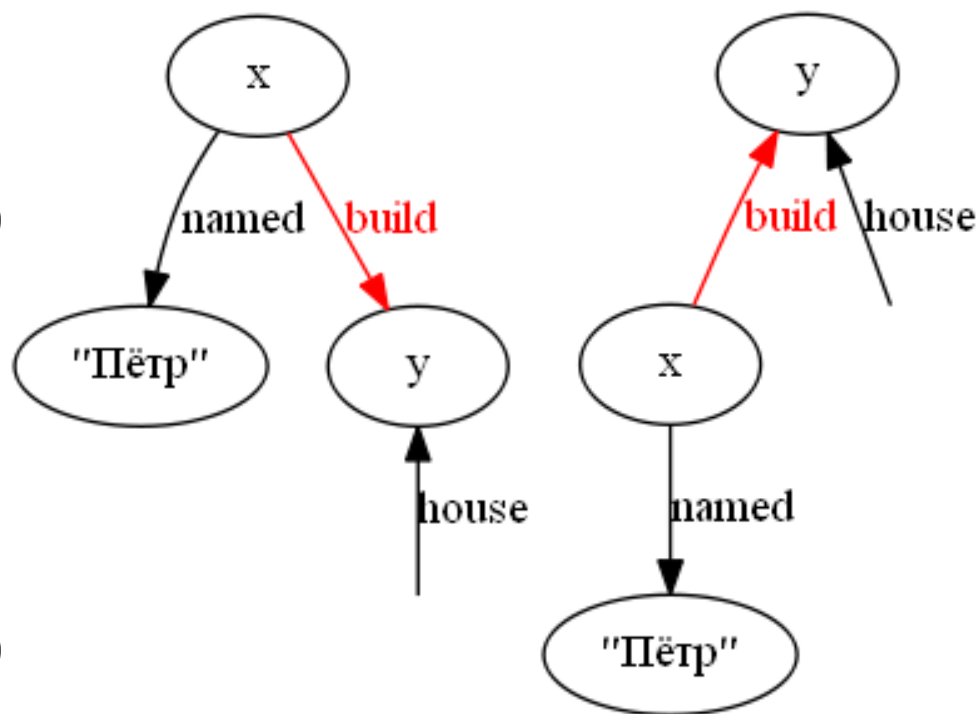 x
y
named
build
build
house
"Пётр"
y
x
house
named
"Пётр"